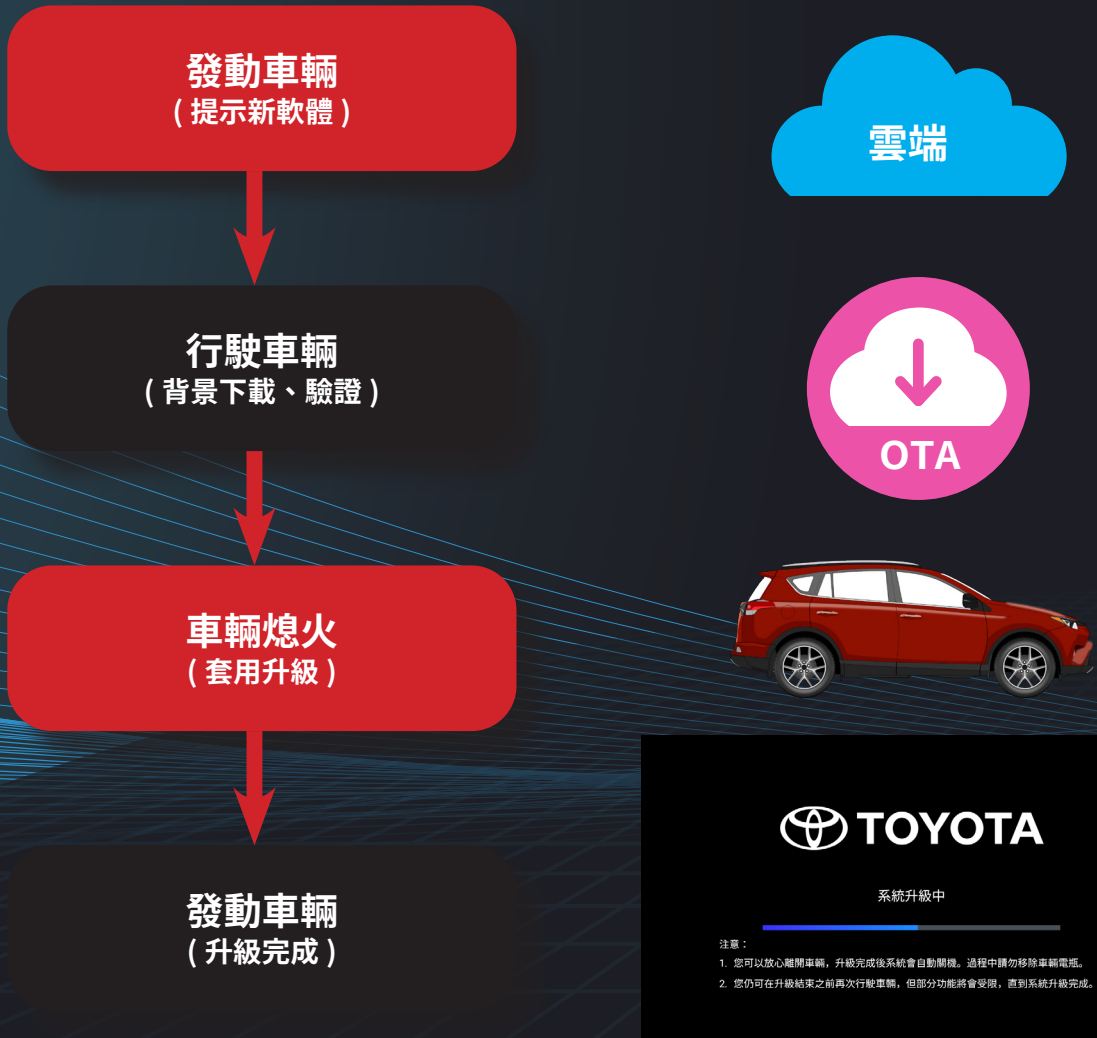 發動車輛
( 提示新軟體 )
雲端
行駛車輛
( 背景下載、驗證 )
OTA
車輛熄火
( 套用升級 )
發動車輛
( 升級完成 )
TOYOTA
系統升級中
注意：
1. 您可以放心離開車輛，升級完成後系統會自動關機。過程中請勿移除車輛電瓶。
2. 您仍可在升級結束之前再次行駛車輛，但部分功能將會受限，直到系統升級完成。